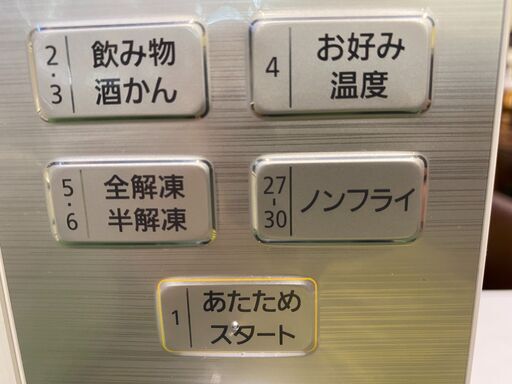 2・3 飲み物
酒かん
4 お好み
温度
5・6 全解凍
半解凍
27-30 ノンフライ
1 あたため
スタート